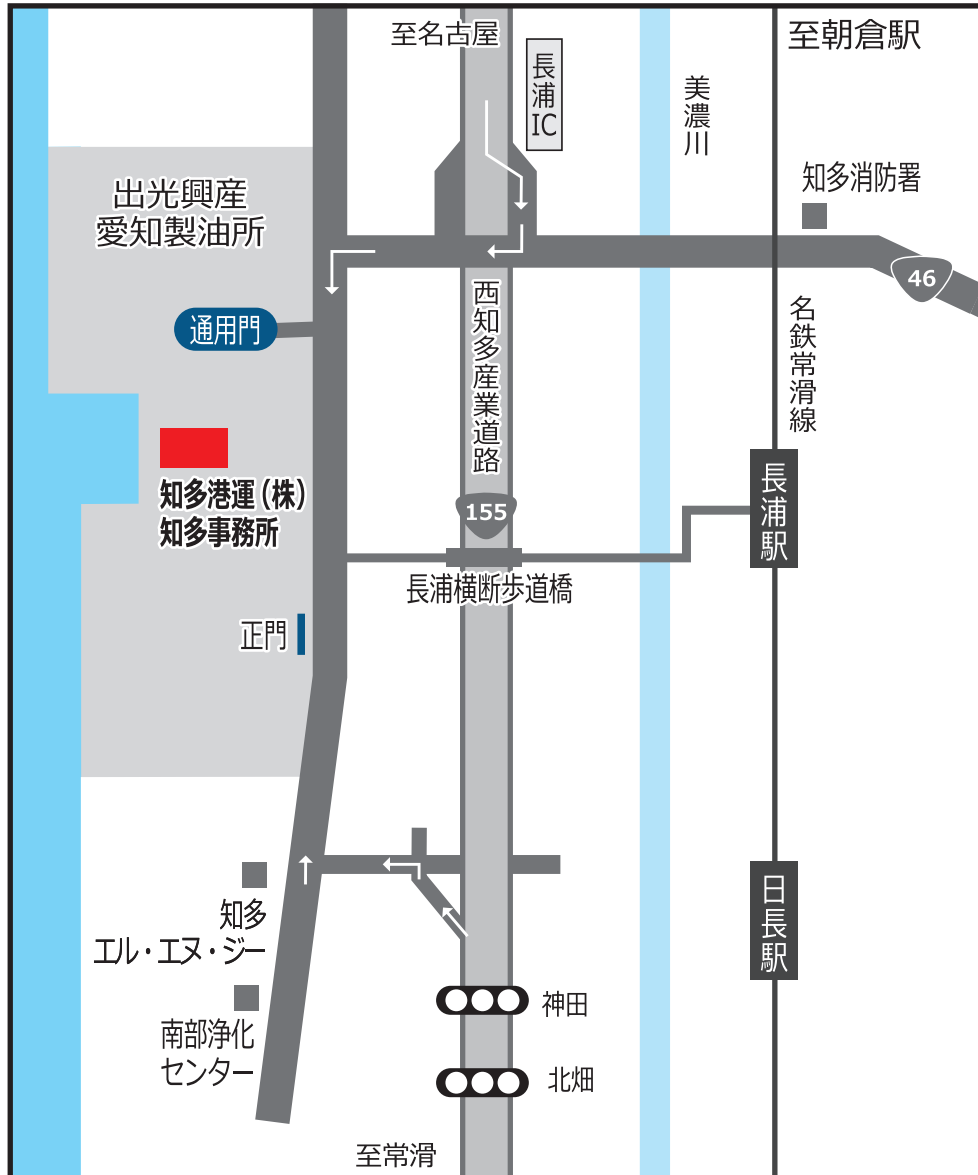 至名古屋
至朝倉駅
長浦IC
美濃川
知多消防署
出光興産
愛知製油所
46
通用門
西知多産業道路
名鉄常滑線
知多港運(株)
知多事務所
155
長浦駅
長浦横断歩道橋
正門
知多
エル・エヌ・ジー
日長駅
南部浄化
センター
神田
北畑
至常滑